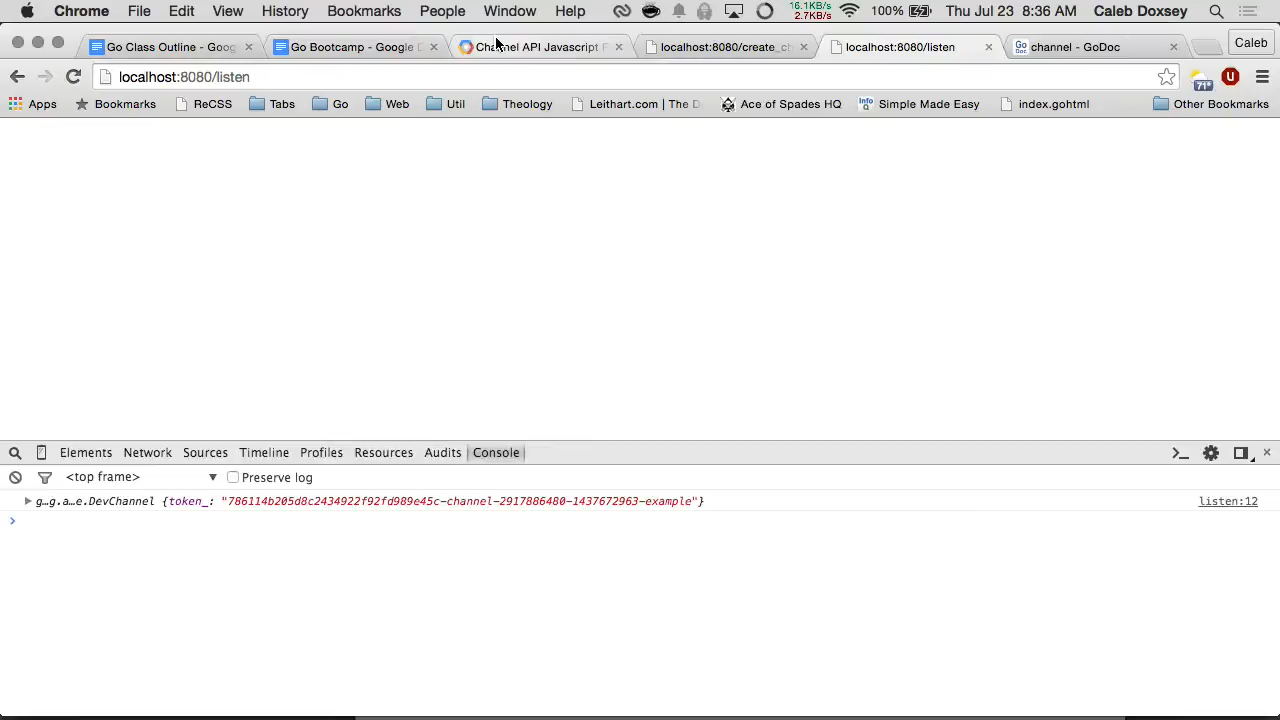 Chrome File Edit View History Bookmarks People Window Help 16.1KB/s 2.7KB/s 100% Thu Jul 23 8:36 AM Caleb Doxsey
Go Class Outline - Goog Go Bootcamp - Google D Channel API Javascript R localhost:8080/create_ch localhost:8080/listen channel - GoDoc Caleb
localhost:8080/listen 71°
Apps Bookmarks ReCSS Tabs Go Web Util Theology Leithart.com | The D Ace of Spades HQ Simple Made Easy index.gohtml Other Bookmarks
Elements Network Sources Timeline Profiles Resources Audits Console
<top frame> Preserve log
g…g.a…e.DevChannel {token_: "786114b205d8c2434922f92fd989e45c-channel-2917886480-1437672963-example"} listen:12